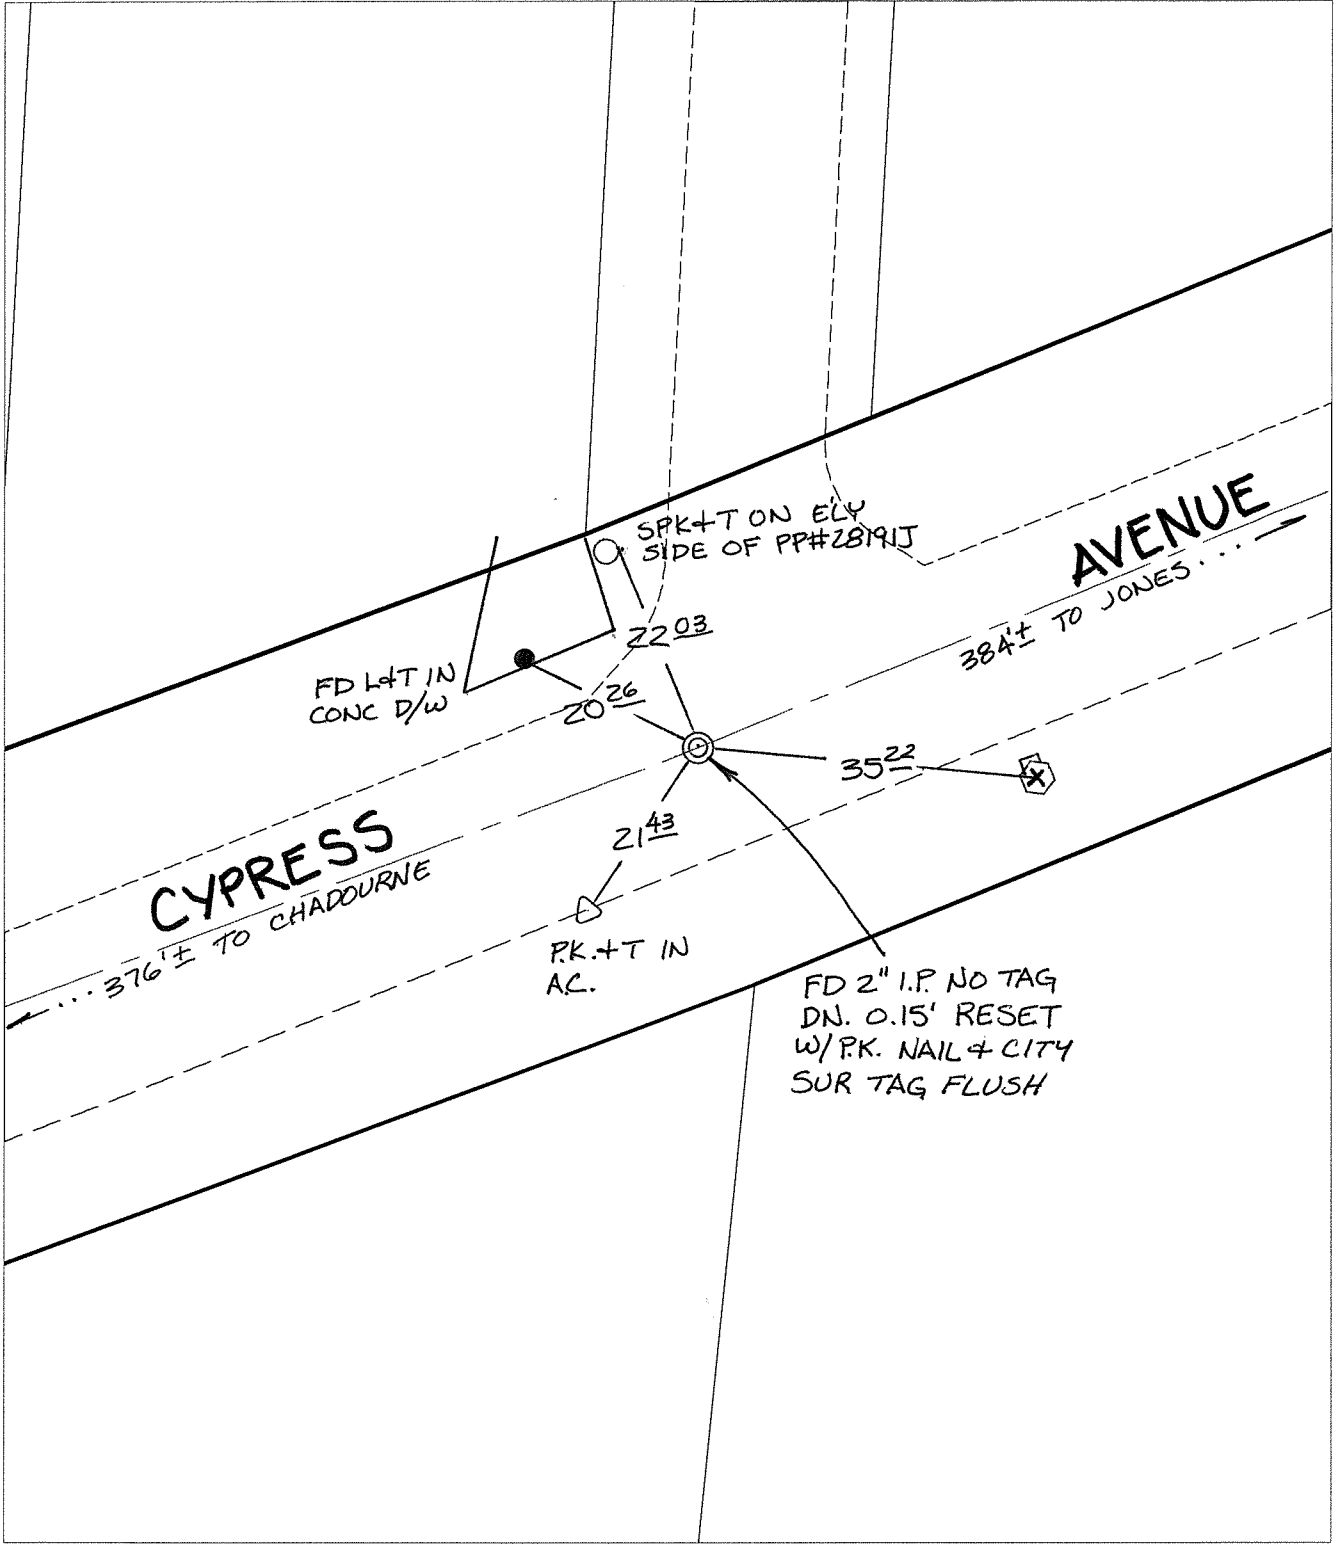 SPK+T ON E'LY
SIDE OF PP#28191J
AVENUE
384'± TO JONES...
22 03
FD L&T IN
CONC D/W
20 26
35 22
X
21 43
CYPRESS
...376'± TO CHADOURNE
P.K.+T IN
A.C.
FD 2" I.P. NO TAG
DN. 0.15' RESET
W/ P.K. NAIL & CITY
SUR TAG FLUSH